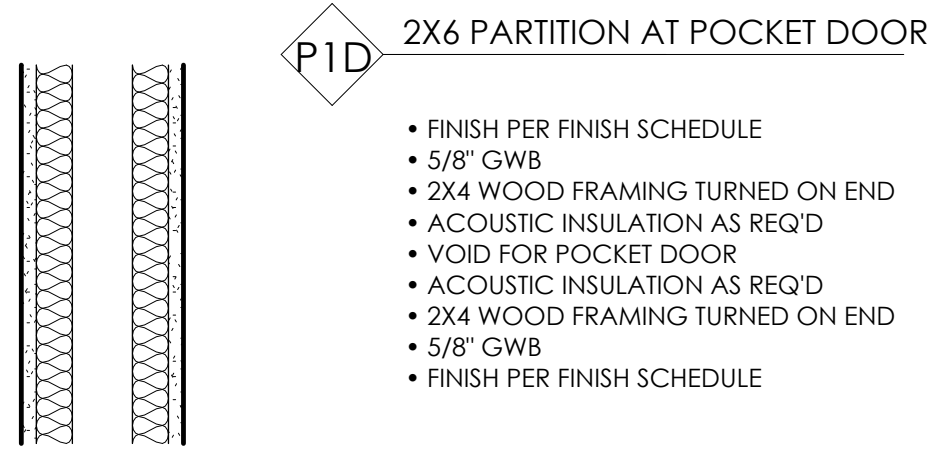 P1D
2X6 PARTITION AT POCKET DOOR
• FINISH PER FINISH SCHEDULE
• 5/8" GWB
• 2X4 WOOD FRAMING TURNED ON END
• ACOUSTIC INSULATION AS REQ'D
• VOID FOR POCKET DOOR
• ACOUSTIC INSULATION AS REQ'D
• 2X4 WOOD FRAMING TURNED ON END
• 5/8" GWB
• FINISH PER FINISH SCHEDULE